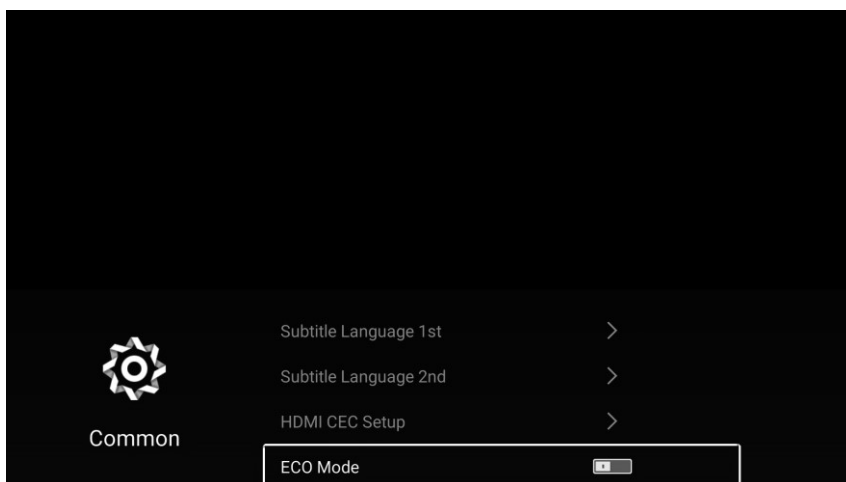 Subtitle Language 1st
Subtitle Language 2nd
HDMI CEC Setup
Common
ECO Mode